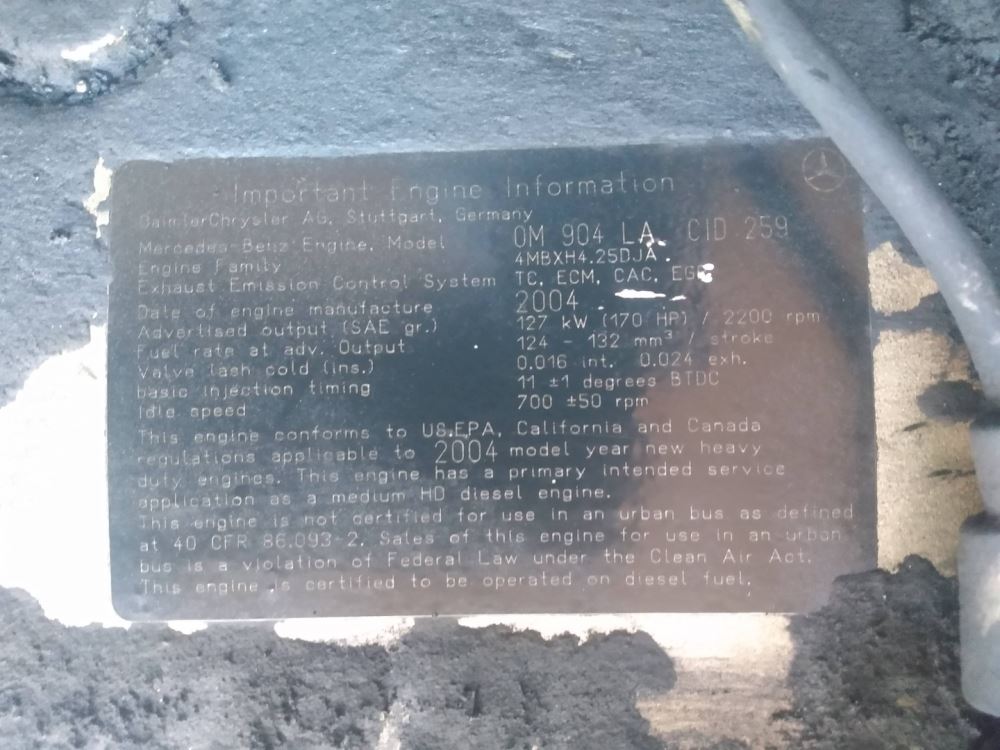 Important Engine Information
DaimlerChrysler AG, Stuttgart, Germany
Mercedes-Benz Engine, Model OM 904 LA. CID 259
Engine Family 4MBXH4.25DJA.
Exhaust Emission Control System TC, ECM, CAC, EGR
Date of engine manufacture 2004
Advertised output (SAE gr.) 127 kW (170 HP) / 2200 rpm
Fuel rate at adv. Output 124 - 132 mm³ / stroke
Valve lash cold (ins.) 0.016 int. 0.024 exh.
basic injection timing 11 ±1 degrees BTDC
Idle speed 700 ±50 rpm
This engine conforms to US.EPA, California and Canada
regulations applicable to 2004 model year new heavy
duty engines. This engine has a primary intended service
application as a medium HD diesel engine.
This engine is not certified for use in an urban bus as defined
at 40 CFR 86.093-2. Sales of this engine for use in an urban
bus is a violation of Federal Law under the Clean Air Act.
This engine is certified to be operated on diesel fuel.